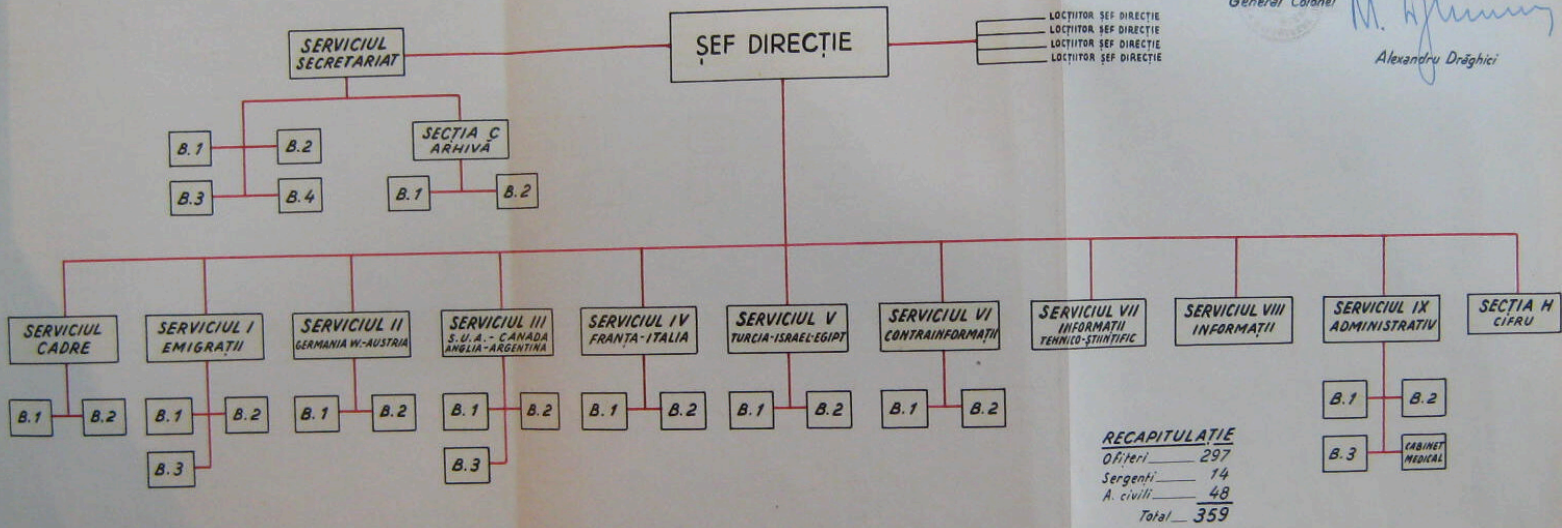 General Colonel
Alexandru Drăghici
ȘEF DIRECȚIE
LOCȚIITOR ȘEF DIRECȚIE
LOCȚIITOR ȘEF DIRECȚIE
LOCȚIITOR ȘEF DIRECȚIE
LOCȚIITOR ȘEF DIRECȚIE
SERVICIUL
SECRETARIAT
B.1
B.2
B.3
B.4
SECȚIA C
ARHIVĂ
B.1
B.2
SERVICIUL
CADRE
B.1
B.2
SERVICIUL I
EMIGRAȚII
B.1
B.2
B.3
SERVICIUL II
GERMANIA W.-AUSTRIA
B.1
B.2
SERVICIUL III
S.U.A.- CANADA
ANGLIA-ARGENTINA
B.1
B.2
B.3
SERVICIUL IV
FRANȚA-ITALIA
B.1
B.2
SERVICIUL V
TURCIA-ISRAEL-EGIPT
B.1
B.2
SERVICIUL VI
CONTRAINFORMAȚII
B.1
B.2
SERVICIUL VII
INFORMAȚII
TEHNICO-ȘTIINȚIFIC
SERVICIUL VIII
INFORMAȚII
SERVICIUL IX
ADMINISTRATIV
B.1
B.2
B.3
CABINET
MEDICAL
SECȚIA H
CIFRU
RECAPITULAȚIE
Ofițeri 297
Sergenți 14
A. civili 48
Total 359